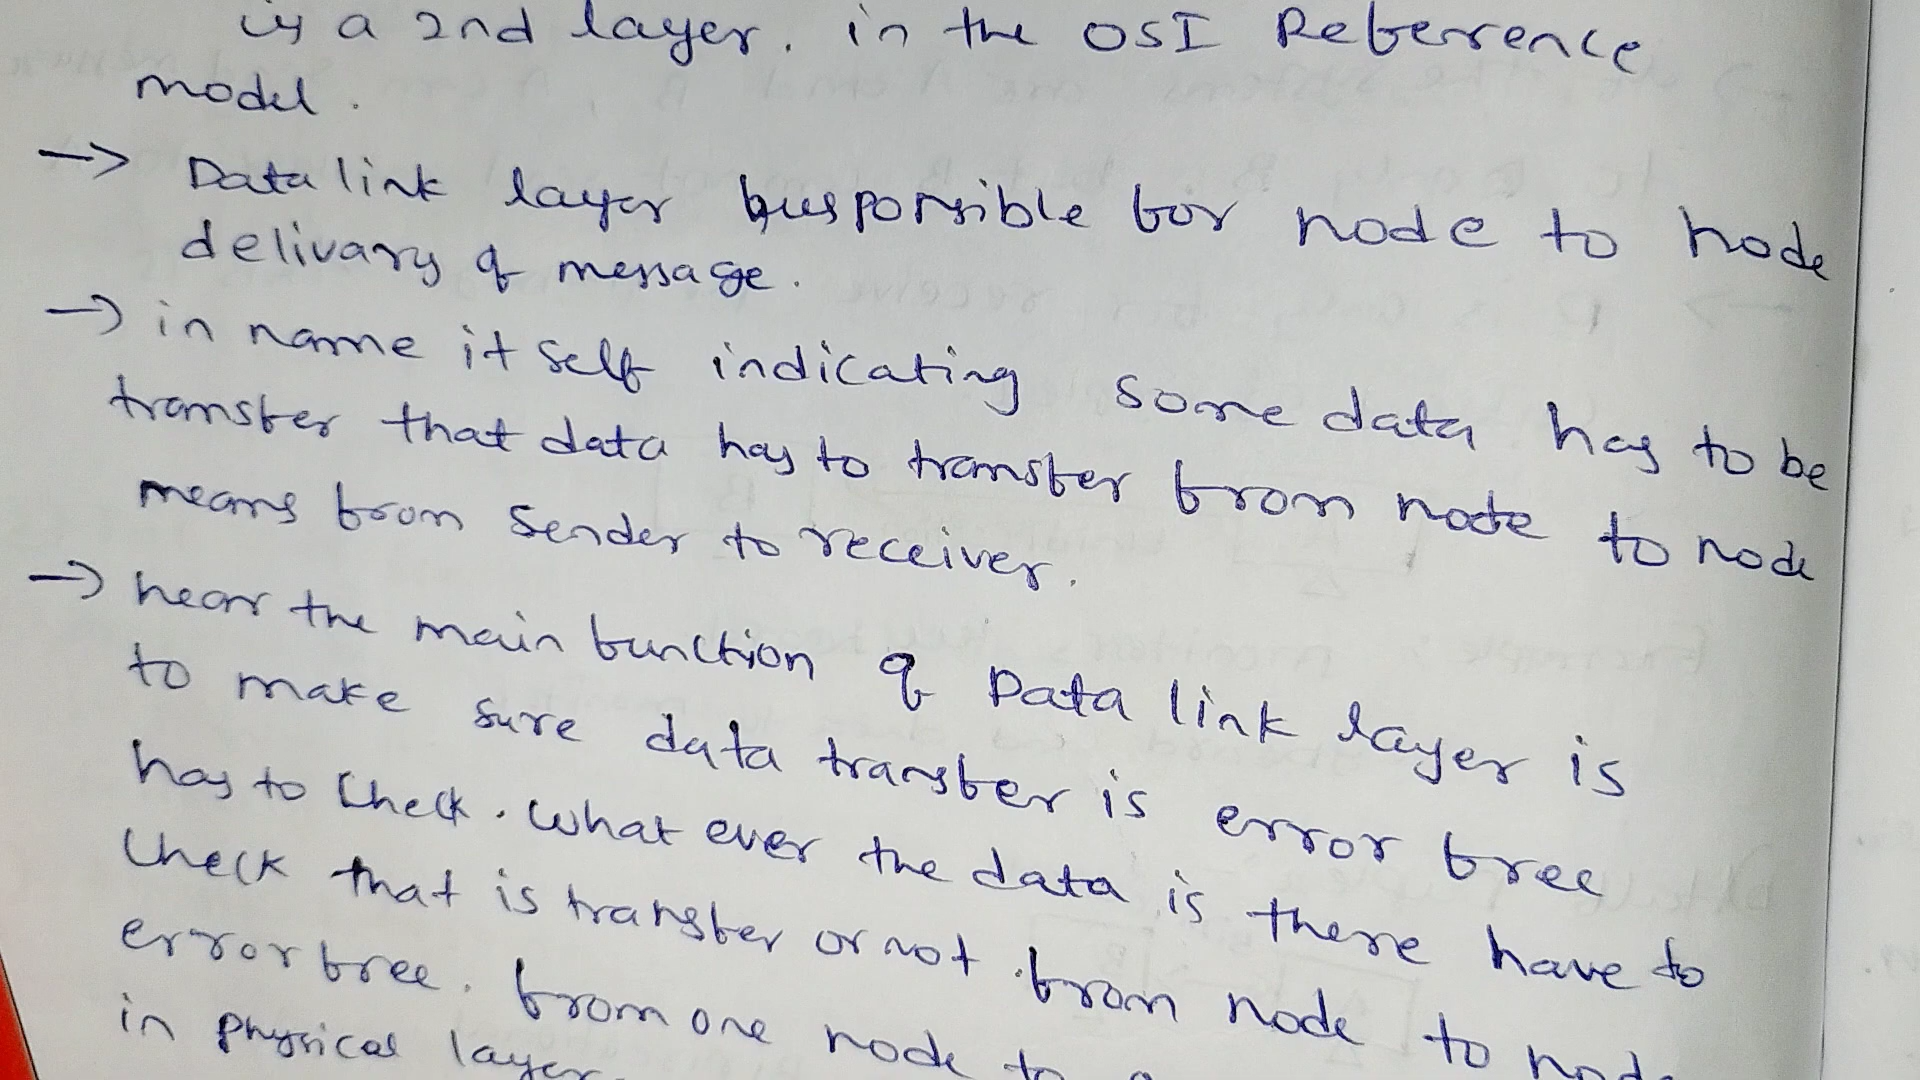 is a 2nd layer. in the OSI Reference
model.
→ Data link layer responsible for node to node
delivary of message.
→ in name it self indicating some data has to be
transfer that data has to transfer from node to node
means from sender to receiver.
→ hear the main function of Data link layer is
to make sure data transfer is error free
has to check. what ever the data is there have to
check that is transfer or not from node to node
error free. from one node to
in physical layer